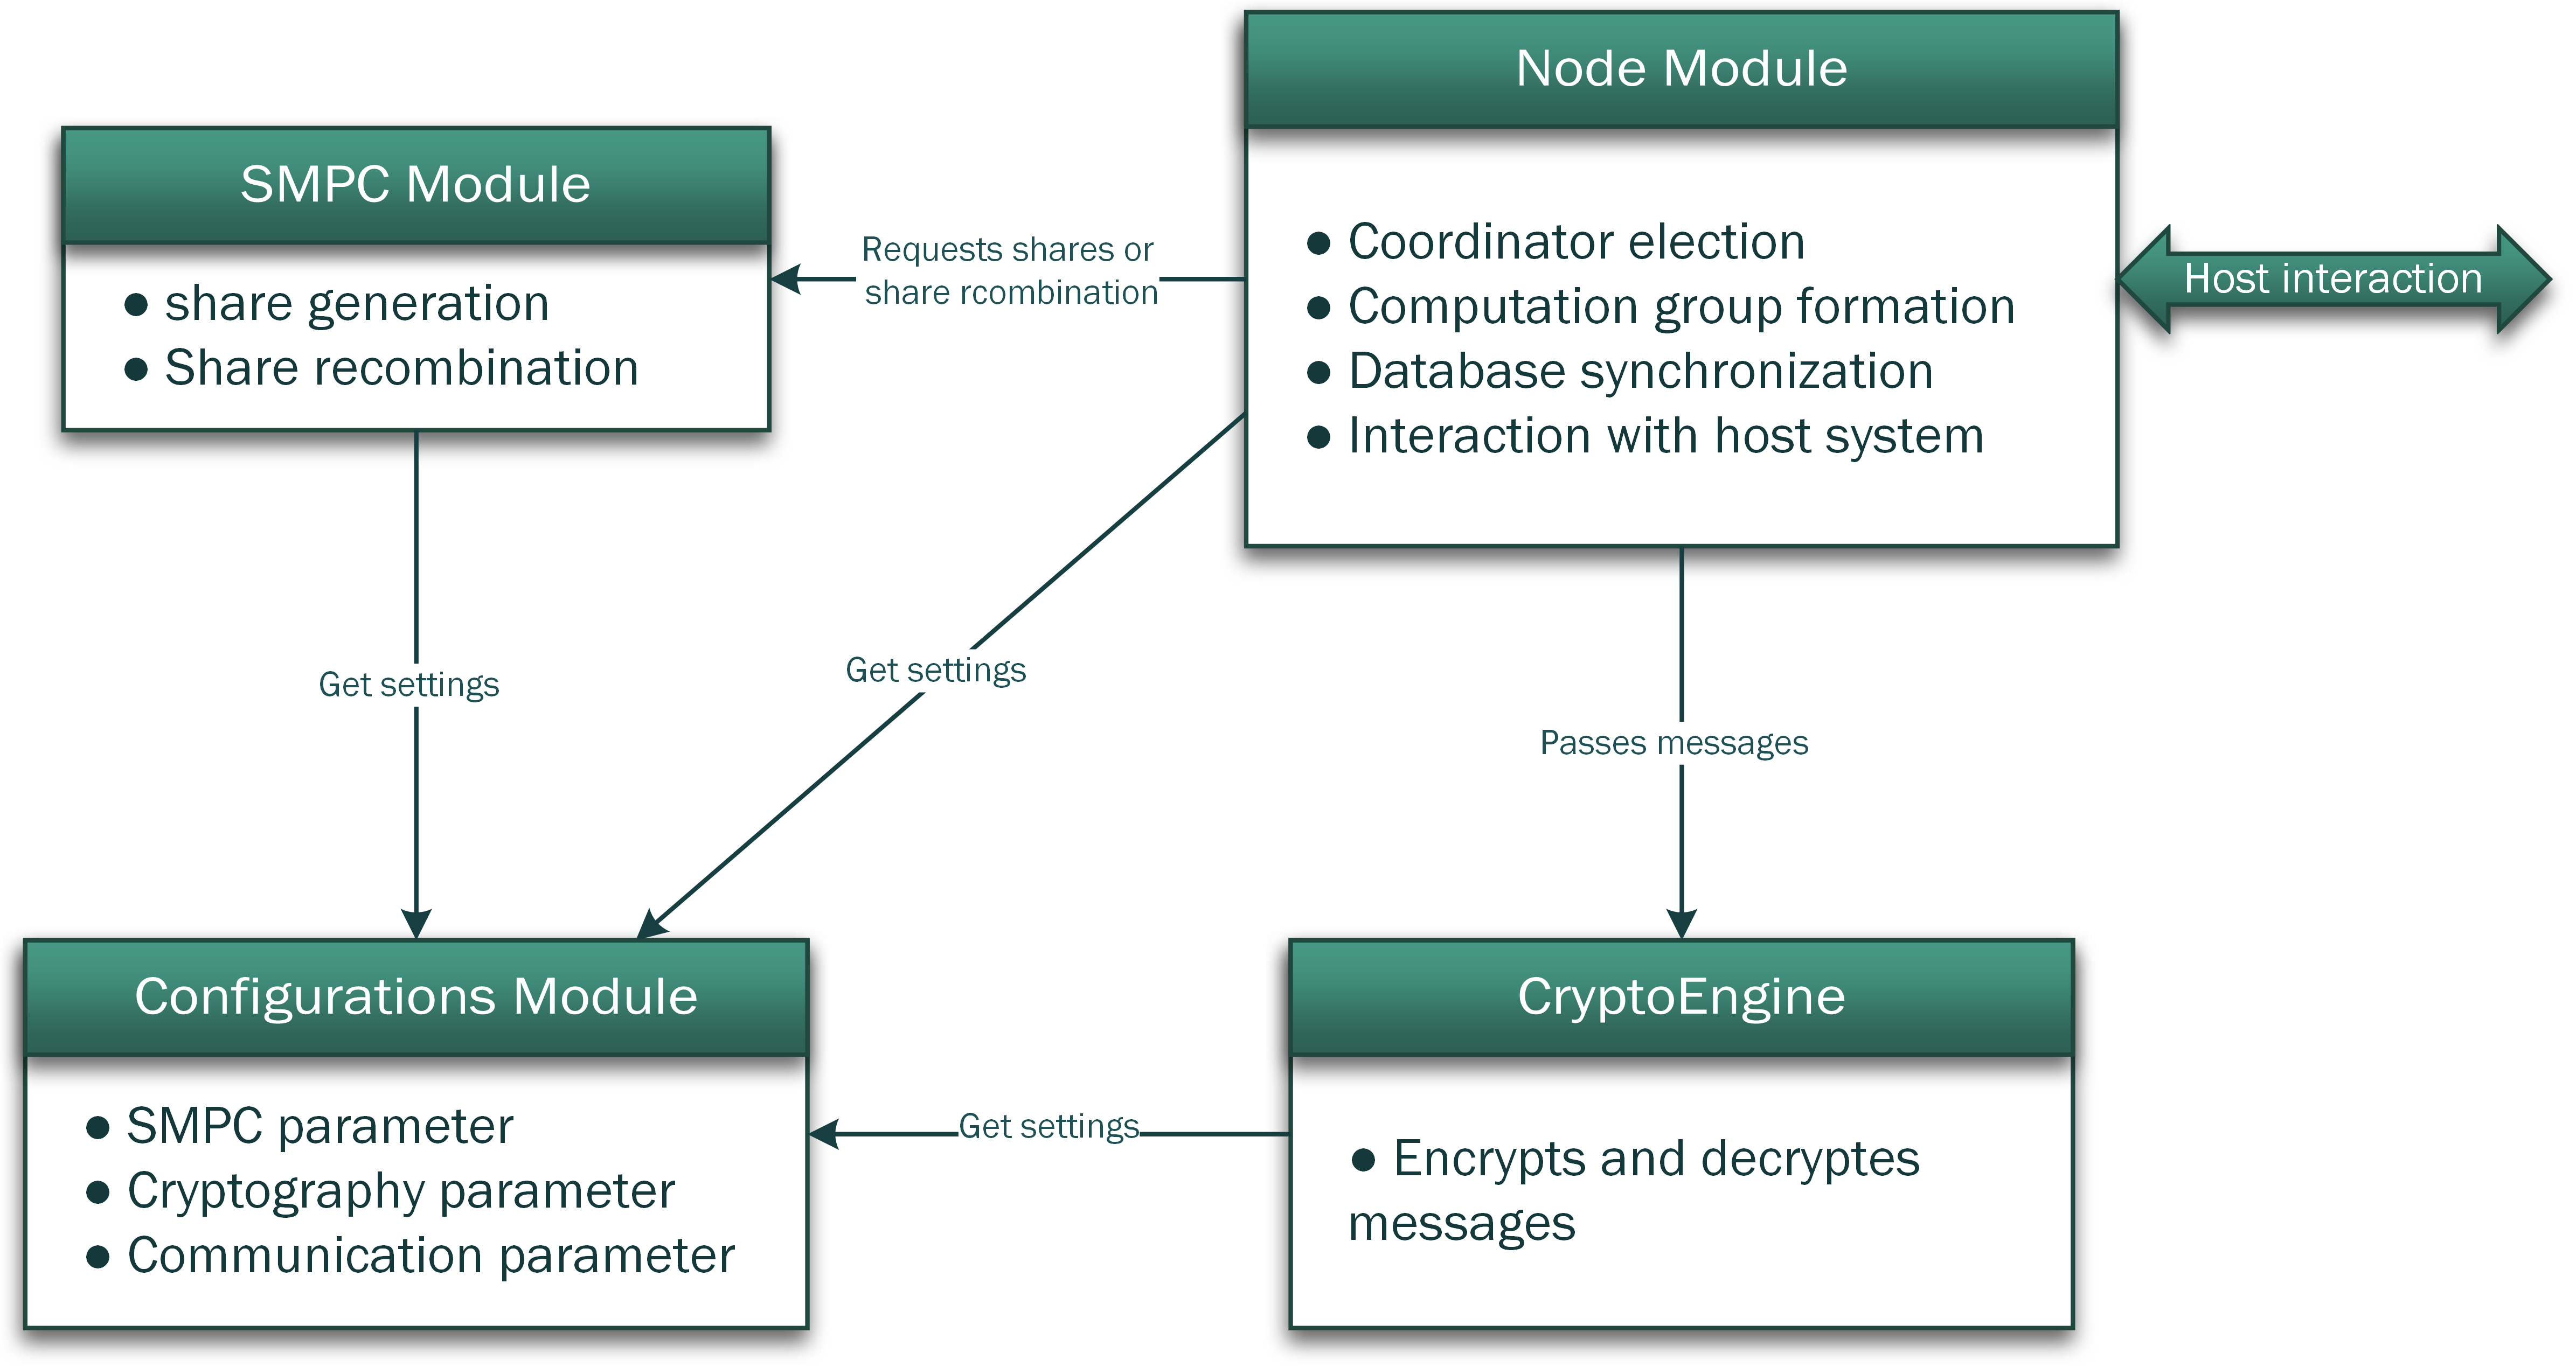 Node Module
● Coordinator election
● Computation group formation
● Database synchronization
● Interaction with host system
Host interaction
SMPC Module
● share generation
● Share recombination
Requests shares or
share rcombination
Get settings
Get settings
Passes messages
Configurations Module
● SMPC parameter
● Cryptography parameter
● Communication parameter
Get settings
CryptoEngine
● Encrypts and decryptes
messages